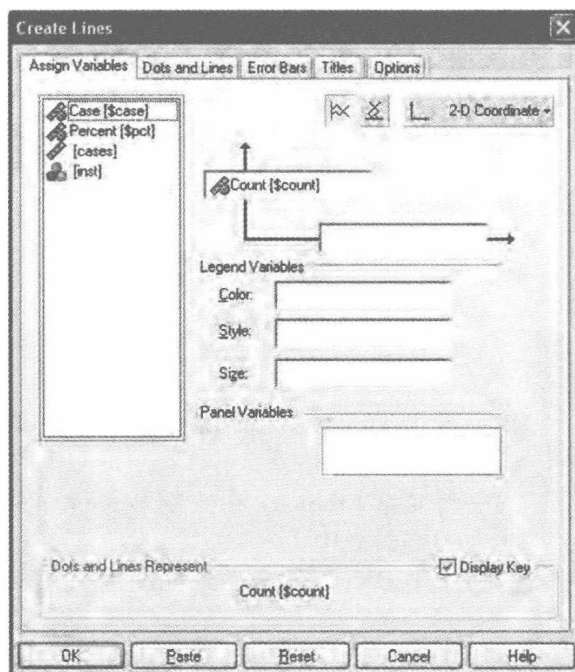 Create Lines
Assign Variables Dots and Lines Error Bars Titles Options
Case [$case]
Percent [$pct]
[cases]
[inst]
2-D Coordinate
Count [$count]
Legend Variables
Color:
Style:
Size:
Panel Variables
Dots and Lines Represent
Display Key
Count [$count]
OK Paste Reset Cancel Help